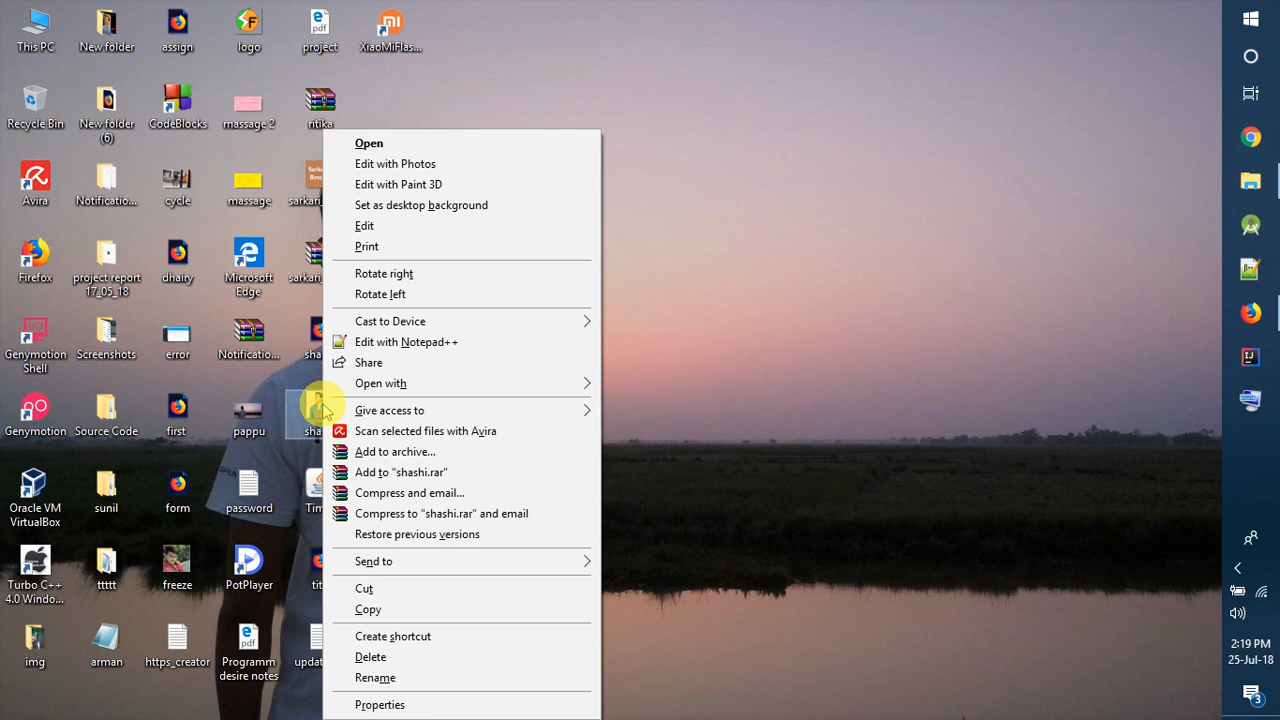 This PC
New folder
assign
logo
project
XiaoMiFlas...
Recycle Bin
New folder
(6)
CodeBlocks
massage 2
ritika
Avira
Notificatio...
cycle
massage
sarkari_
Firefox
project report
17_05_18
dhairy
Microsoft
Edge
sarkari_
Genymotion
Shell
Screenshots
error
Notificatio...
sha
Genymotion
Source Code
first
pappu
sha
Oracle VM
VirtualBox
sunil
form
password
Tim
Turbo C++
4.0 Windo...
ttttt
freeze
PotPlayer
tit
img
arman
https_creator
Programm
desire notes
updat
Open
Edit with Photos
Edit with Paint 3D
Set as desktop background
Edit
Print
Rotate right
Rotate left
Cast to Device
Edit with Notepad++
Share
Open with
Give access to
Scan selected files with Avira
Add to archive...
Add to "shashi.rar"
Compress and email...
Compress to "shashi.rar" and email
Restore previous versions
Send to
Cut
Copy
Create shortcut
Delete
Rename
Properties
2:19 PM
25-Jul-18
3